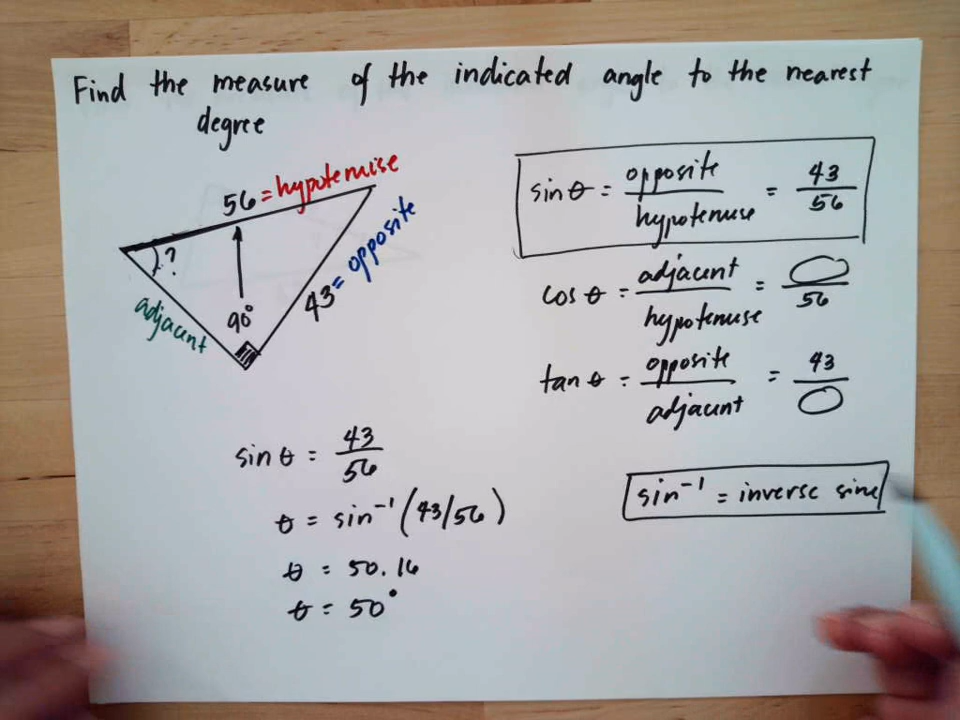 Find the measure of the indicated angle to the nearest
degree
56 = hypotenuse
?
90°
43 = opposite
adjacent
sin θ = opposite / hypotenuse = 43 / 56
cos θ = adjacent / hypotenuse = / 56
tan θ = opposite / adjacent = 43 /
sin θ = 43 / 56
θ = sin⁻¹ (43/56)
θ = 50.16
θ = 50°
sin⁻¹ = inverse sine